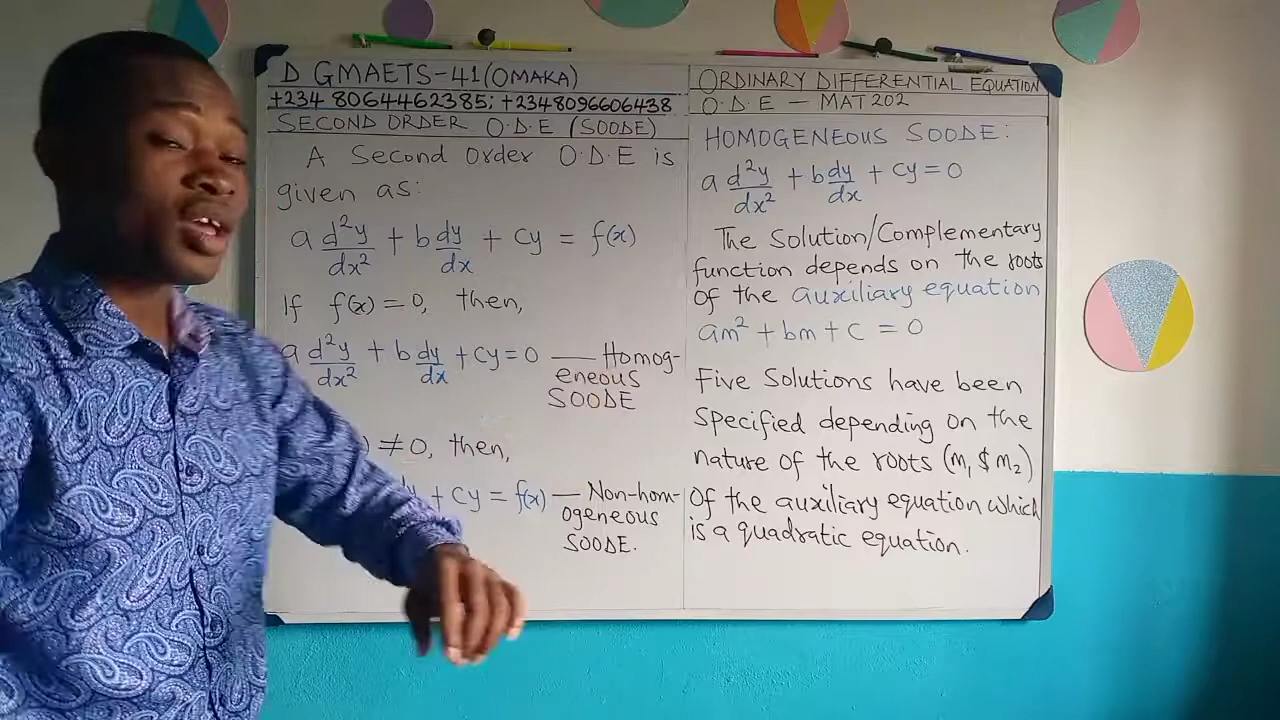 D GMAETS-41(OMAKA)
+234 8064462385; +2348096606438
SECOND ORDER O.D.E (SOODE)
A Second Order O.D.E is
given as:
a d²y/dx² + b dy/dx + cy = f(x)
If f(x) = 0, then,
a d²y/dx² + b dy/dx + cy = 0 — Homog-
eneous
SOODE
) ≠ 0, then,
+ cy = f(x) — Non-hom-
ogeneous
SOODE.
ORDINARY DIFFERENTIAL EQUATION
O.D.E — MAT 202
HOMOGENEOUS SOODE:
a d²y/dx² + b dy/dx + cy = 0
The Solution/Complementary
function depends on the roots
of the auxiliary equation
am² + bm + c = 0
Five Solutions have been
Specified depending on the
nature of the roots (m₁ & m₂)
Of the auxiliary equation which
is a quadratic equation.